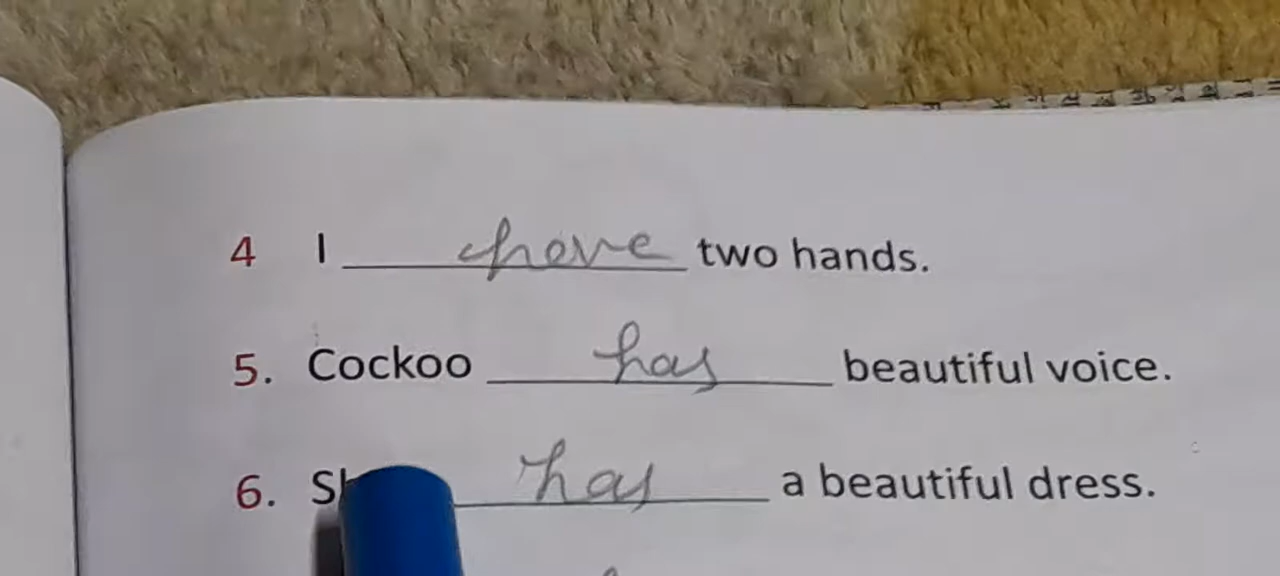 4 I have two hands.
5. Cockoo has beautiful voice.
6. has a beautiful dress.